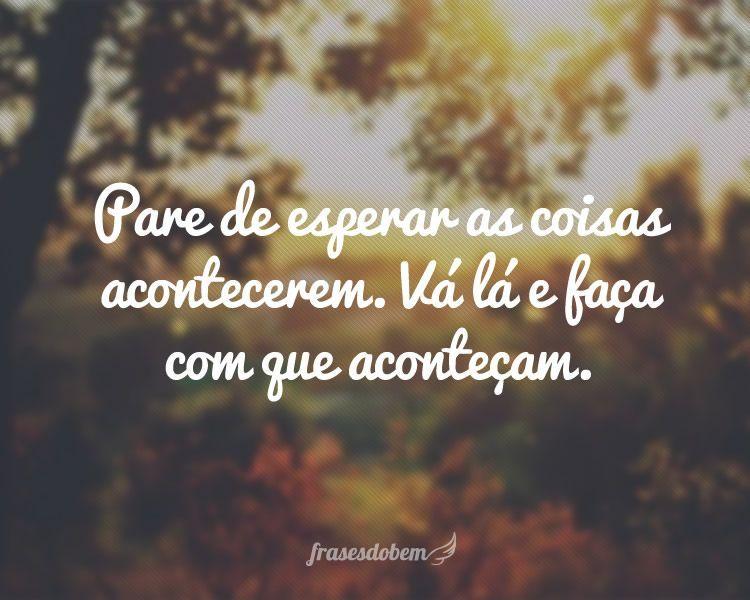 Pare de esperar as coisas
acontecerem. Vá lá e faça
com que aconteçam.
frasesdobem